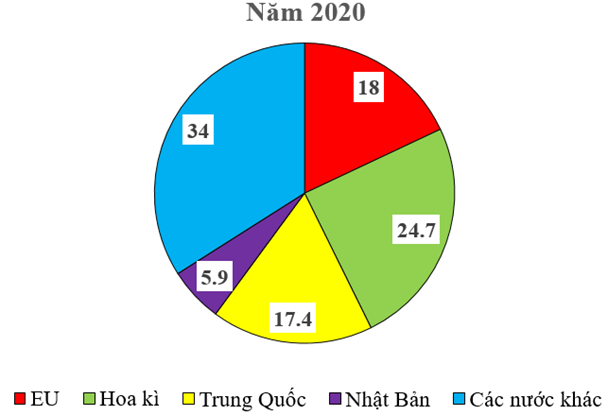 Năm 2020
18
34
24.7
5.9
17.4
EU Hoa kì Trung Quốc Nhật Bản Các nước khác